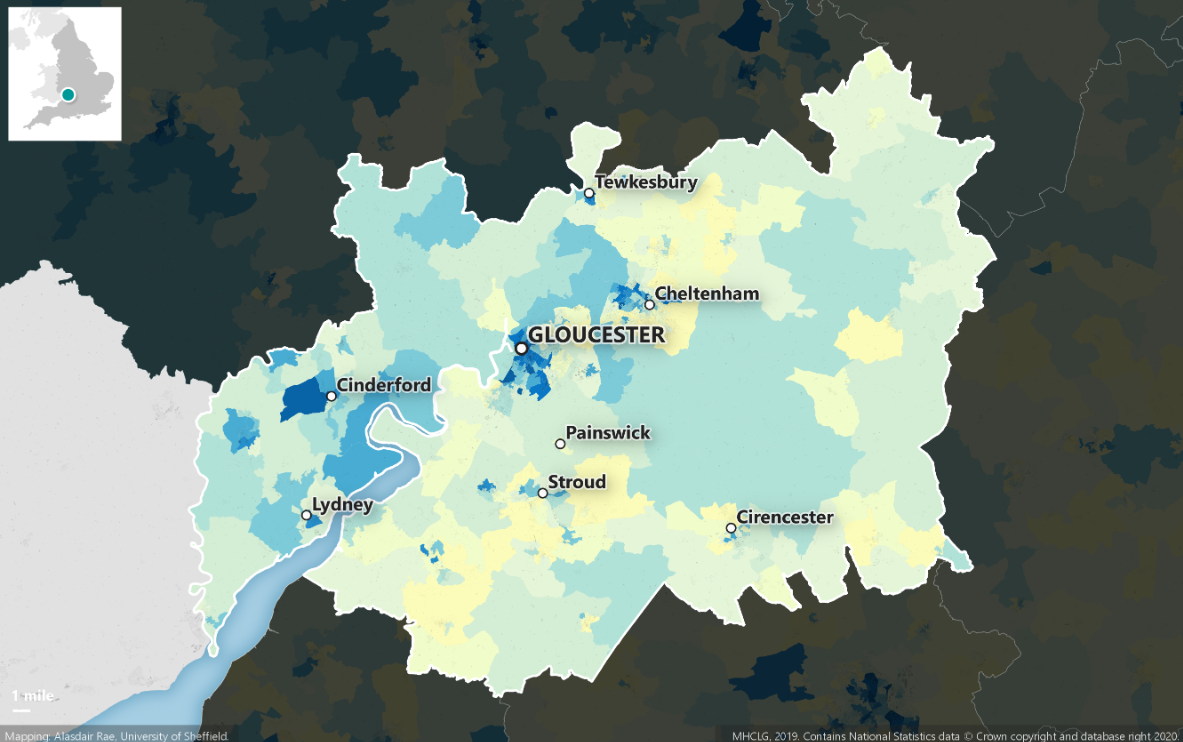 Tewkesbury
Cheltenham
GLOUCESTER
Cinderford
Painswick
Stroud
Lydney
Cirencester
1 mile
Mapping: Alasdair Rae, University of Sheffield.
MHCLG, 2019. Contains National Statistics data © Crown copyright and database right 2020.